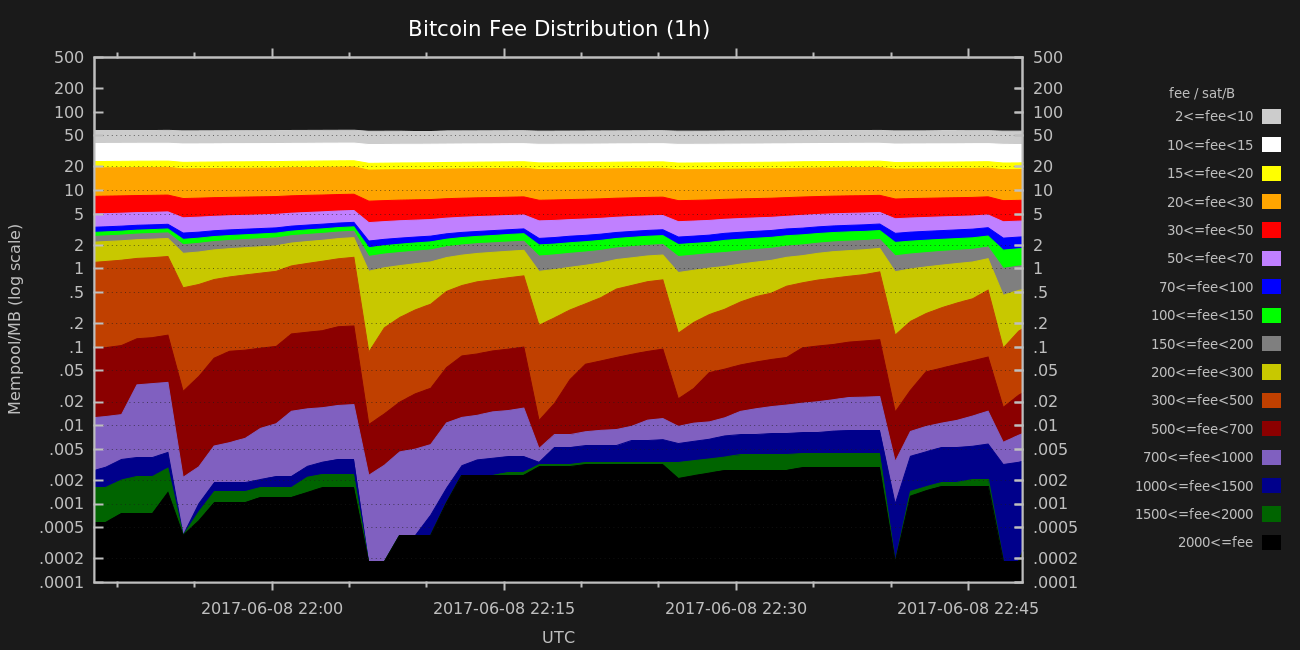 Bitcoin Fee Distribution (1h)
500 500
200 200
100 100
50 50
20 20
10 10
5 5
2 2
1 1
.5 .5
.2 .2
.1 .1
.05 .05
.02 .02
.01 .01
.005 .005
.002 .002
.001 .001
.0005 .0005
.0002 .0002
.0001 .0001
Mempool/MB (log scale)
2017-06-08 22:00 2017-06-08 22:15 2017-06-08 22:30 2017-06-08 22:45
UTC
fee / sat/B
2<=fee<10
10<=fee<15
15<=fee<20
20<=fee<30
30<=fee<50
50<=fee<70
70<=fee<100
100<=fee<150
150<=fee<200
200<=fee<300
300<=fee<500
500<=fee<700
700<=fee<1000
1000<=fee<1500
1500<=fee<2000
2000<=fee